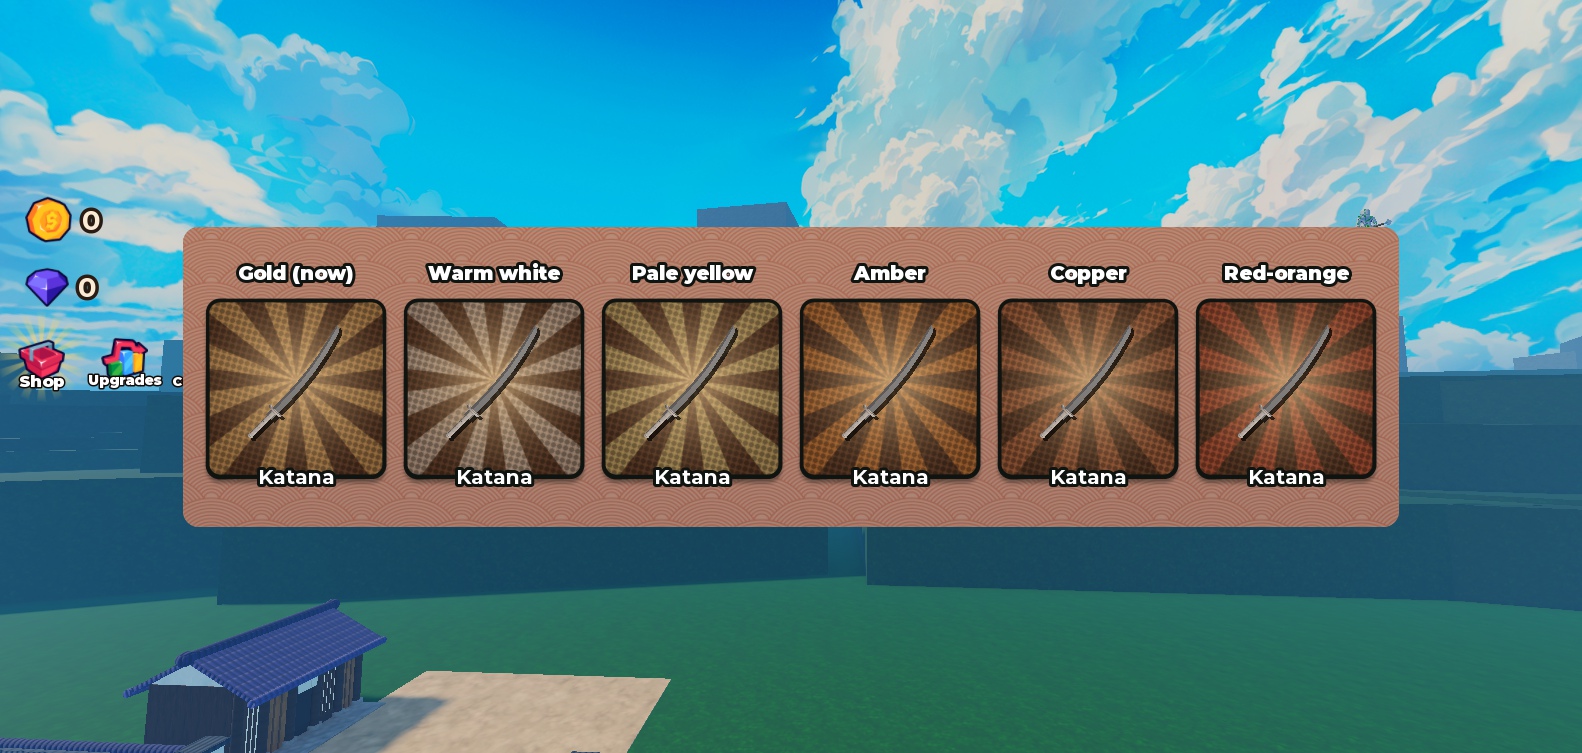 0
0
Shop
Upgrades
C
Gold (now)
Warm white
Pale yellow
Amber
Copper
Red-orange
Katana
Katana
Katana
Katana
Katana
Katana